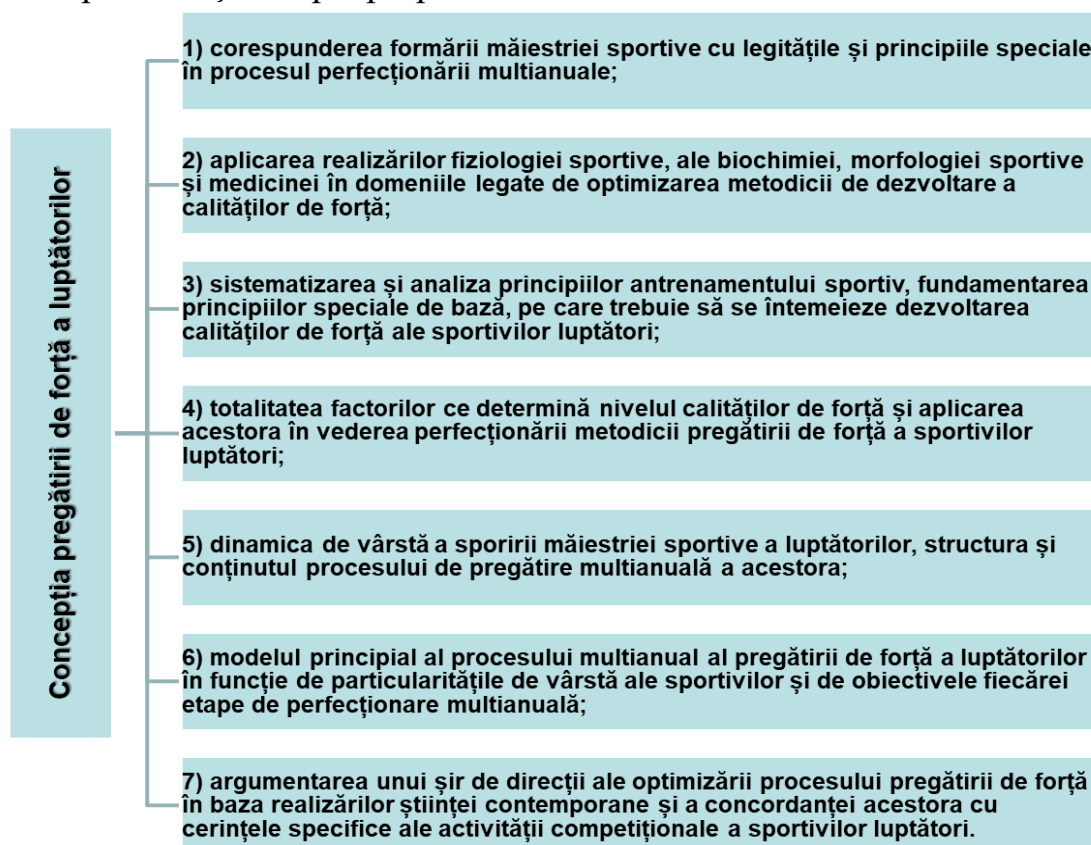 Concepția pregătirii de forță a luptătorilor
1) corespunderea formării măiestriei sportive cu legitățile și principiile speciale
în procesul perfecționării multianuale;
2) aplicarea realizărilor fiziologiei sportive, ale biochimiei, morfologiei sportive
și medicinei în domeniile legate de optimizarea metodicii de dezvoltare a
calităților de forță;
3) sistematizarea și analiza principiilor antrenamentului sportiv, fundamentarea
principiilor speciale de bază, pe care trebuie să se întemeieze dezvoltarea
calităților de forță ale sportivilor luptători;
4) totalitatea factorilor ce determină nivelul calităților de forță și aplicarea
acestora în vederea perfecționării metodicii pregătirii de forță a sportivilor
luptători;
5) dinamica de vârstă a sporirii măiestriei sportive a luptătorilor, structura și
conținutul procesului de pregătire multianuală a acestora;
6) modelul principial al procesului multianual al pregătirii de forță a luptătorilor
în funcție de particularitățile de vârstă ale sportivilor și de obiectivele fiecărei
etape de perfecționare multianuală;
7) argumentarea unui șir de direcții ale optimizării procesului pregătirii de forță
în baza realizărilor științei contemporane și a concordanței acestora cu
cerințele specifice ale activității competiționale a sportivilor luptători.